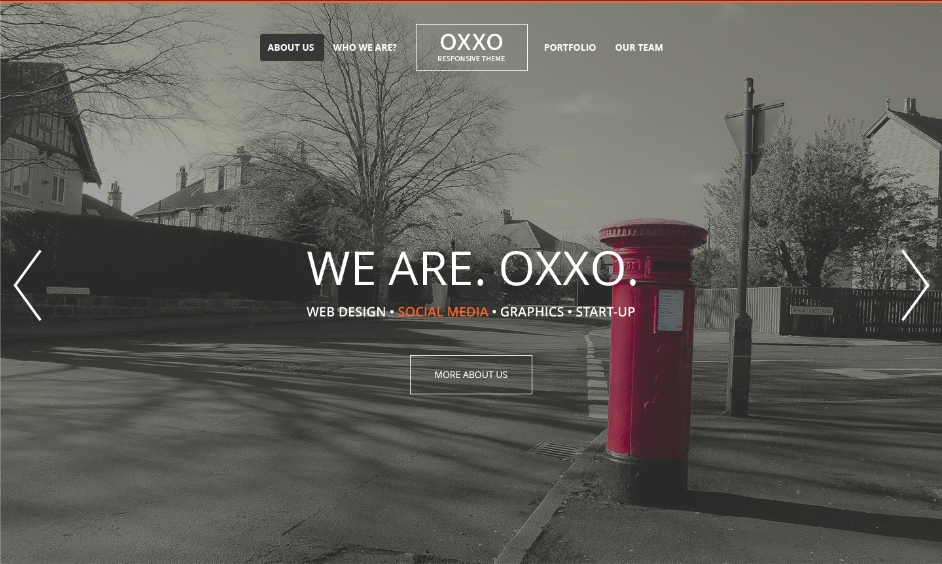 ABOUT US
WHO WE ARE?
OXXO
RESPONSIVE THEME
PORTFOLIO
OUR TEAM
WE ARE. OXXO.
WEB DESIGN • SOCIAL MEDIA • GRAPHICS • START-UP
MORE ABOUT US